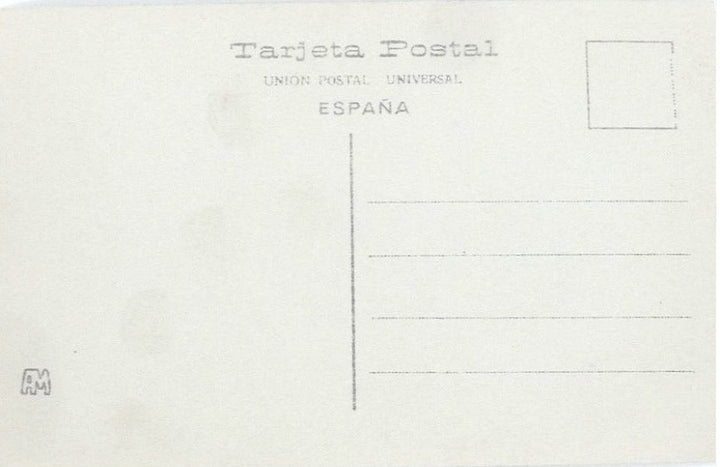 Tarjeta Postal
UNION POSTAL UNIVERSAL
ESPAÑA
AM